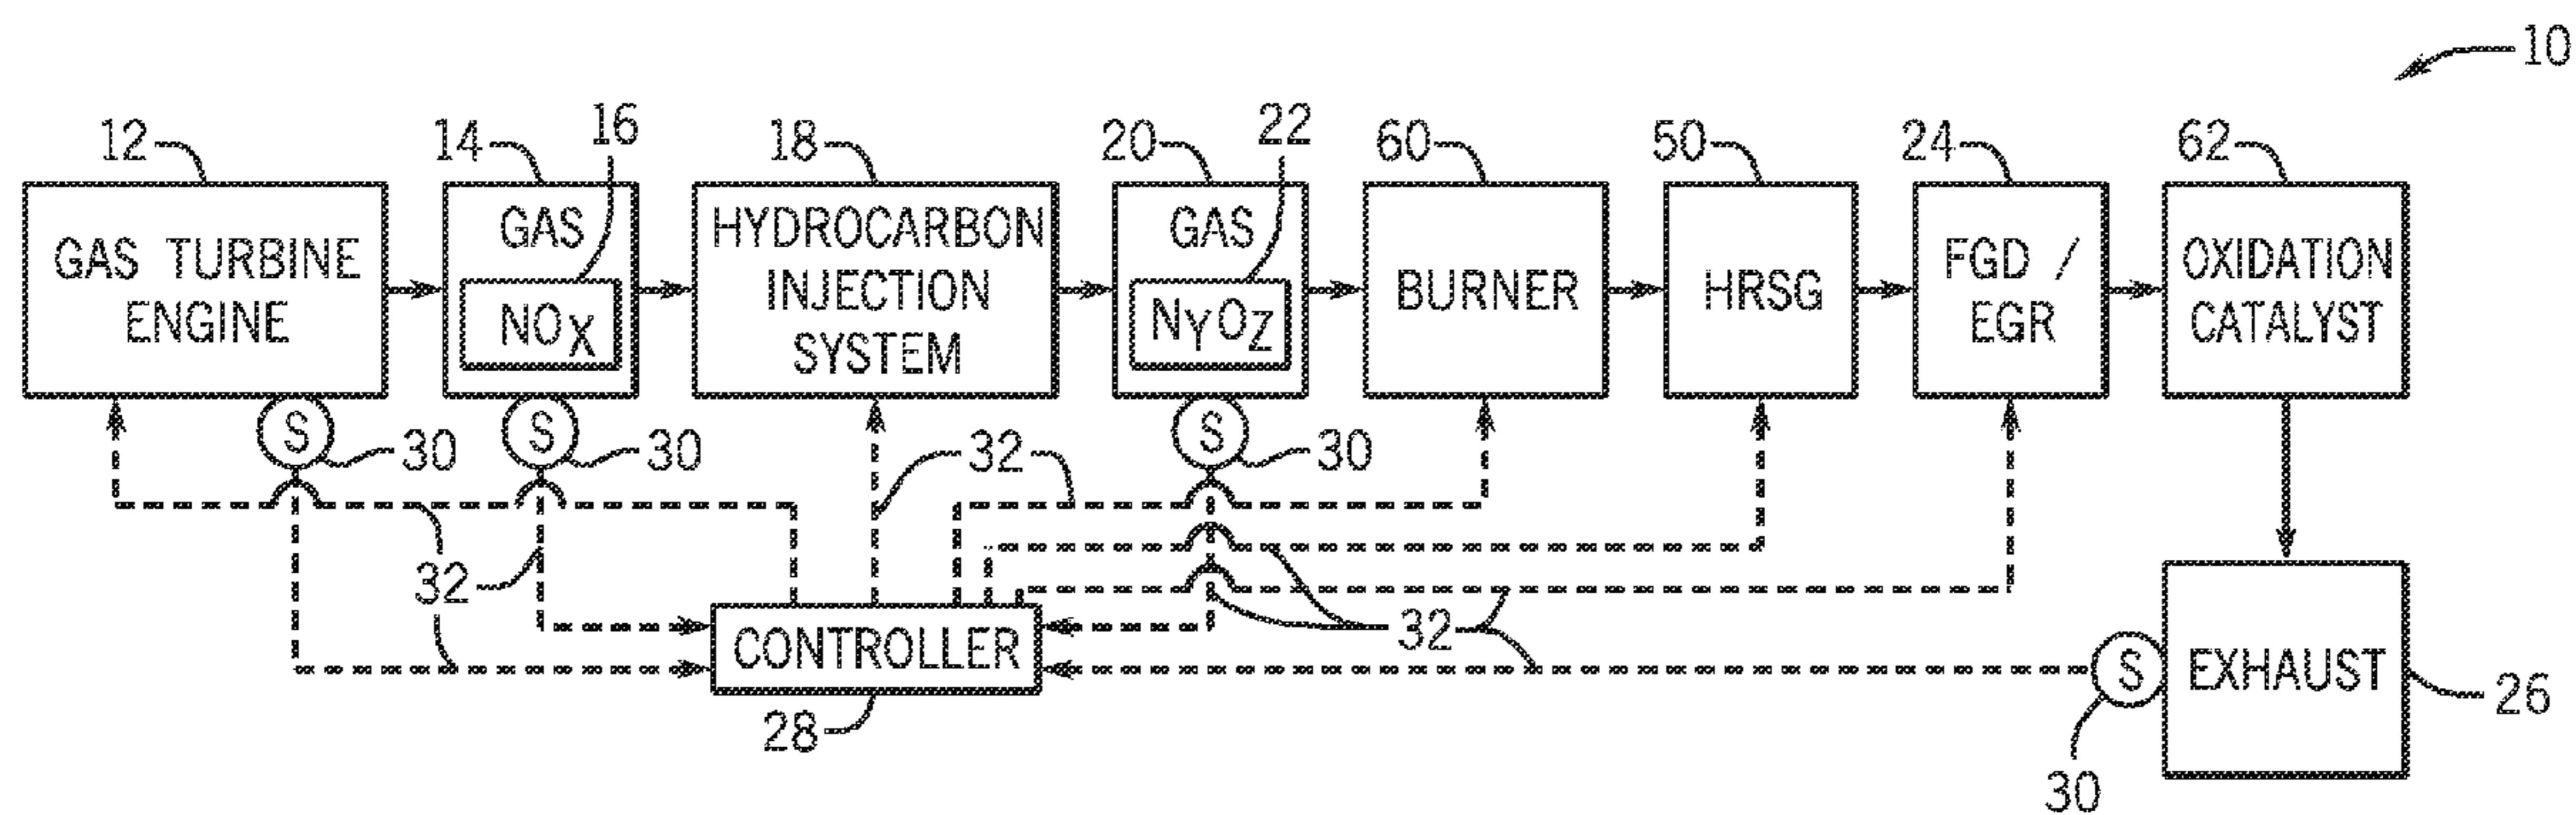 10
12
14
16
18
20
22
60
50
24
62
GAS TURBINE
ENGINE
GAS
NOX
HYDROCARBON
INJECTION
SYSTEM
GAS
NYOZ
BURNER
HRSG
FGD /
EGR
OXIDATION
CATALYST
S
30
S
30
32
S
30
32
32
CONTROLLER
28
S
30
EXHAUST
26